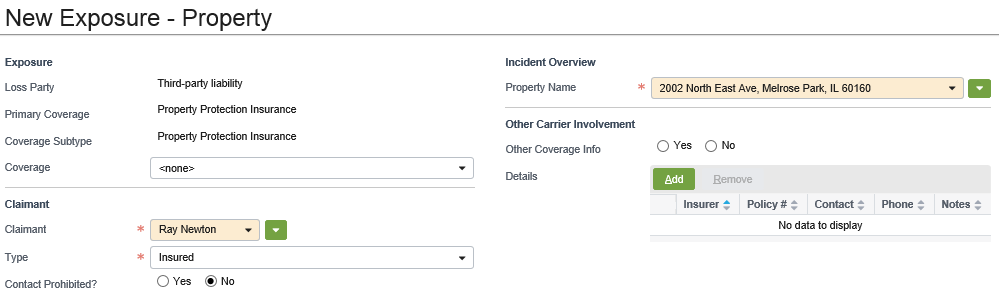 New Exposure - Property
Exposure
Loss Party Third-party liability
Primary Coverage Property Protection Insurance
Coverage Subtype Property Protection Insurance
Coverage <none>
Claimant
Claimant * Ray Newton
Type * Insured
Contact Prohibited? Yes No
Incident Overview
Property Name * 2002 North East Ave, Melrose Park, IL 60160
Other Carrier Involvement
Other Coverage Info Yes No
Details
Add Remove
Insurer Policy # Contact Phone Notes
No data to display